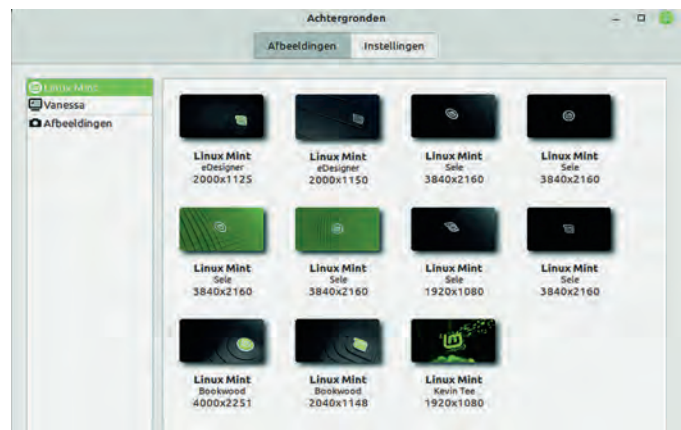 Achtergronden
Afbeeldingen Instellingen
Linux Mint
Vanessa
Afbeeldingen
Linux Mint
eDesigner
2000x1125
Linux Mint
eDesigner
2000x1150
Linux Mint
Sele
3840x2160
Linux Mint
Sele
3840x2160
Linux Mint
Sele
3840x2160
Linux Mint
Sele
3840x2160
Linux Mint
Sele
1920x1080
Linux Mint
Sele
3840x2160
Linux Mint
Bookwood
4000x2251
Linux Mint
Bookwood
2040x1148
Linux Mint
Kevin Tee
1920x1080